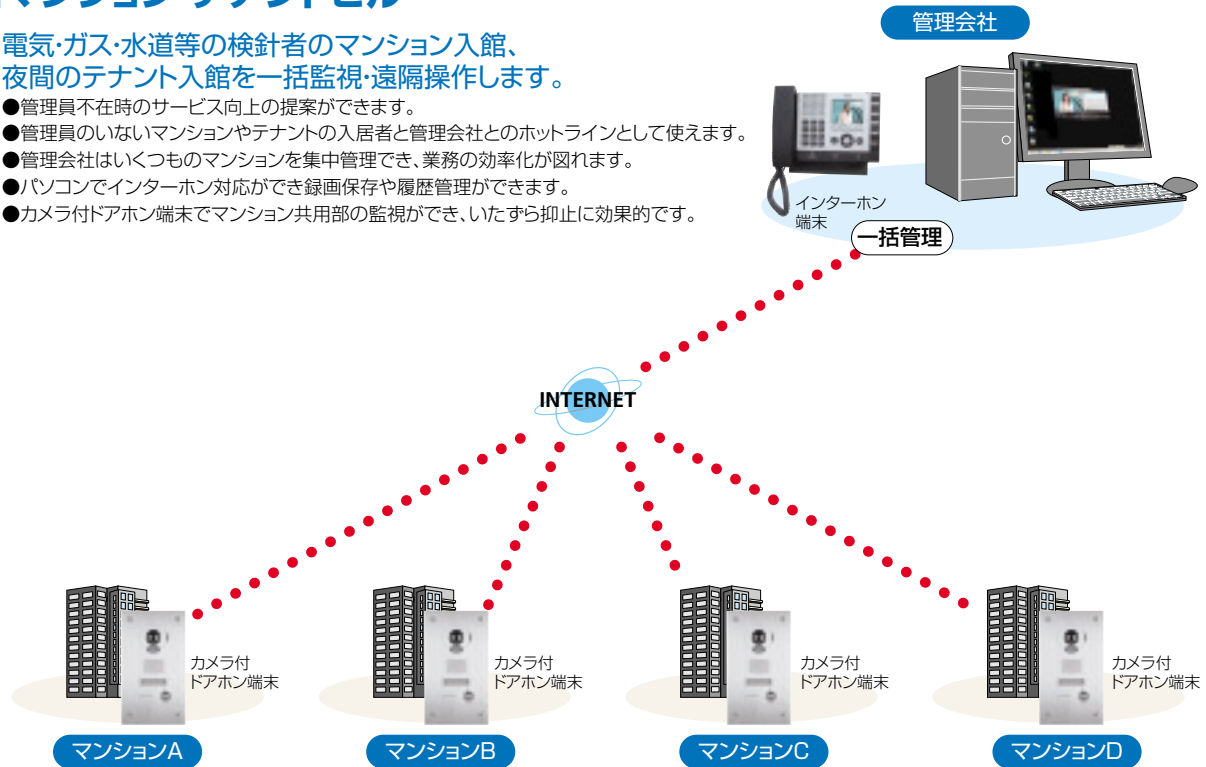 マンション・テナントビル
管理会社
電気・ガス・水道等の検針者のマンション入館、
夜間のテナント入館を一括監視・遠隔操作します。
●管理員不在時のサービス向上の提案ができます。
●管理員のいないマンションやテナントの入居者と管理会社とのホットラインとして使えます。
●管理会社はいくつものマンションを集中管理でき、業務の効率化が図れます。
●パソコンでインターホン対応ができ録画保存や履歴管理ができます。
●カメラ付ドアホン端末でマンション共用部の監視ができ、いたずら抑止に効果的です。
インターホン
端末
一括管理
INTERNET
カメラ付
ドアホン端末
カメラ付
ドアホン端末
カメラ付
ドアホン端末
カメラ付
ドアホン端末
マンションA
マンションB
マンションC
マンションD